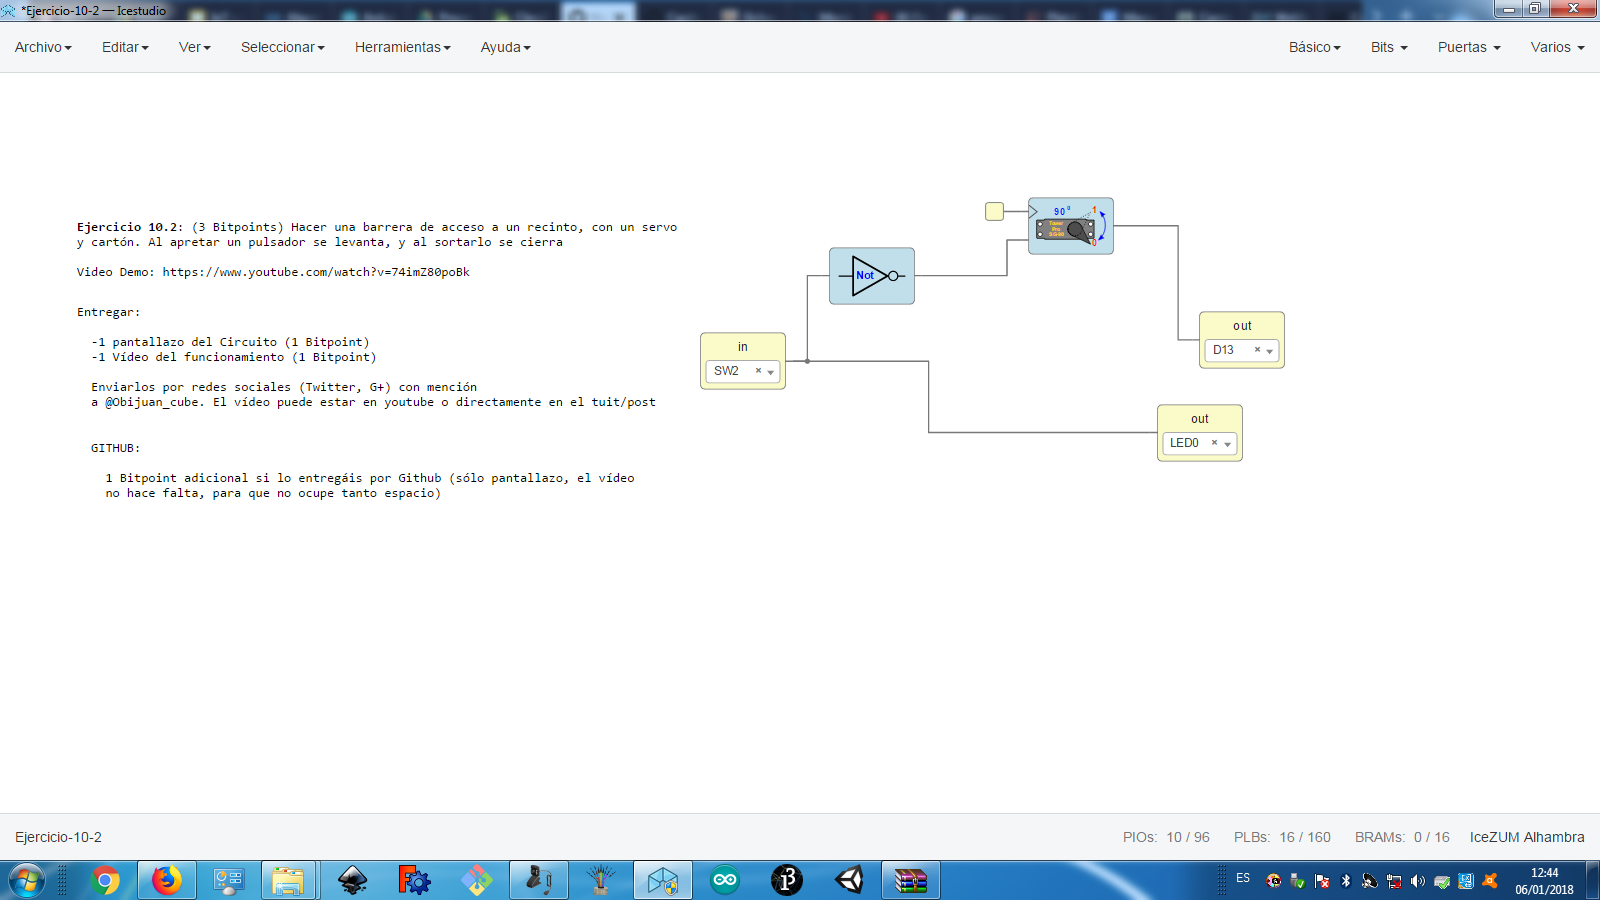 *Ejercicio-10-2 — Icestudio
Archivo Editar Ver Seleccionar Herramientas Ayuda Básico Bits Puertas Varios
Ejercicio 10.2: (3 Bitpoints) Hacer una barrera de acceso a un recinto, con un servo
y cartón. Al apretar un pulsador se levanta, y al sortarlo se cierra
Video Demo: https://www.youtube.com/watch?v=74imZ80poBk
Entregar:
-1 pantallazo del Circuito (1 Bitpoint)
-1 Vídeo del funcionamiento (1 Bitpoint)
Enviarlos por redes sociales (Twitter, G+) con mención
a @Obijuan_cube. El vídeo puede estar en youtube o directamente en el tuit/post
GITHUB:
1 Bitpoint adicional si lo entregáis por Github (sólo pantallazo, el vídeo
no hace falta, para que no ocupe tanto espacio)
90º
1
0
Not
in
SW2
out
D13
out
LED0
Ejercicio-10-2 PIOs: 10 / 96 PLBs: 16 / 160 BRAMs: 0 / 16 IceZUM Alhambra
ES
12:44
06/01/2018